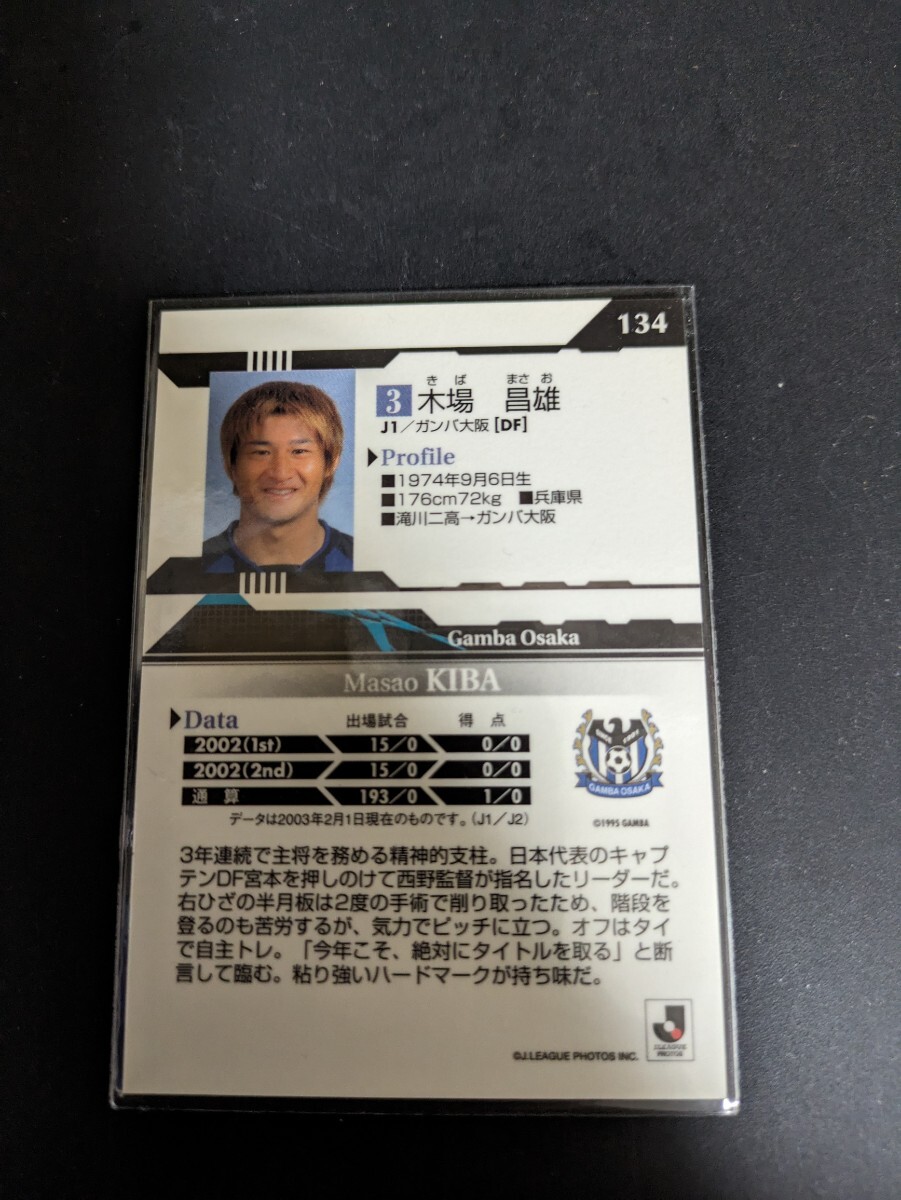 134
きば まさお
3 木場 昌雄
J1/ガンバ大阪 [DF]
Profile
■1974年9月6日生
■176cm72kg ■兵庫県
■滝川二高→ガンバ大阪
Gamba Osaka
Masao KIBA
Data 出場試合 得点
2002(1st) 15/0 0/0
2002(2nd) 15/0 0/0
通算 193/0 1/0
データは2003年2月1日現在のものです。(J1/J2)
GAMBA OSAKA
©1995 GAMBA
3年連続で主将を務める精神的支柱。日本代表のキャプ
テンDF宮本を押しのけて西野監督が指名したリーダーだ。
右ひざの半月板は2度の手術で削り取ったため、階段を
登るのも苦労するが、気力でピッチに立つ。オフはタイ
で自主トレ。「今年こそ、絶対にタイトルを取る」と断
言して臨む。粘り強いハードマークが持ち味だ。
J.LEAGUE
PHOTOS
©J.LEAGUE PHOTOS INC.